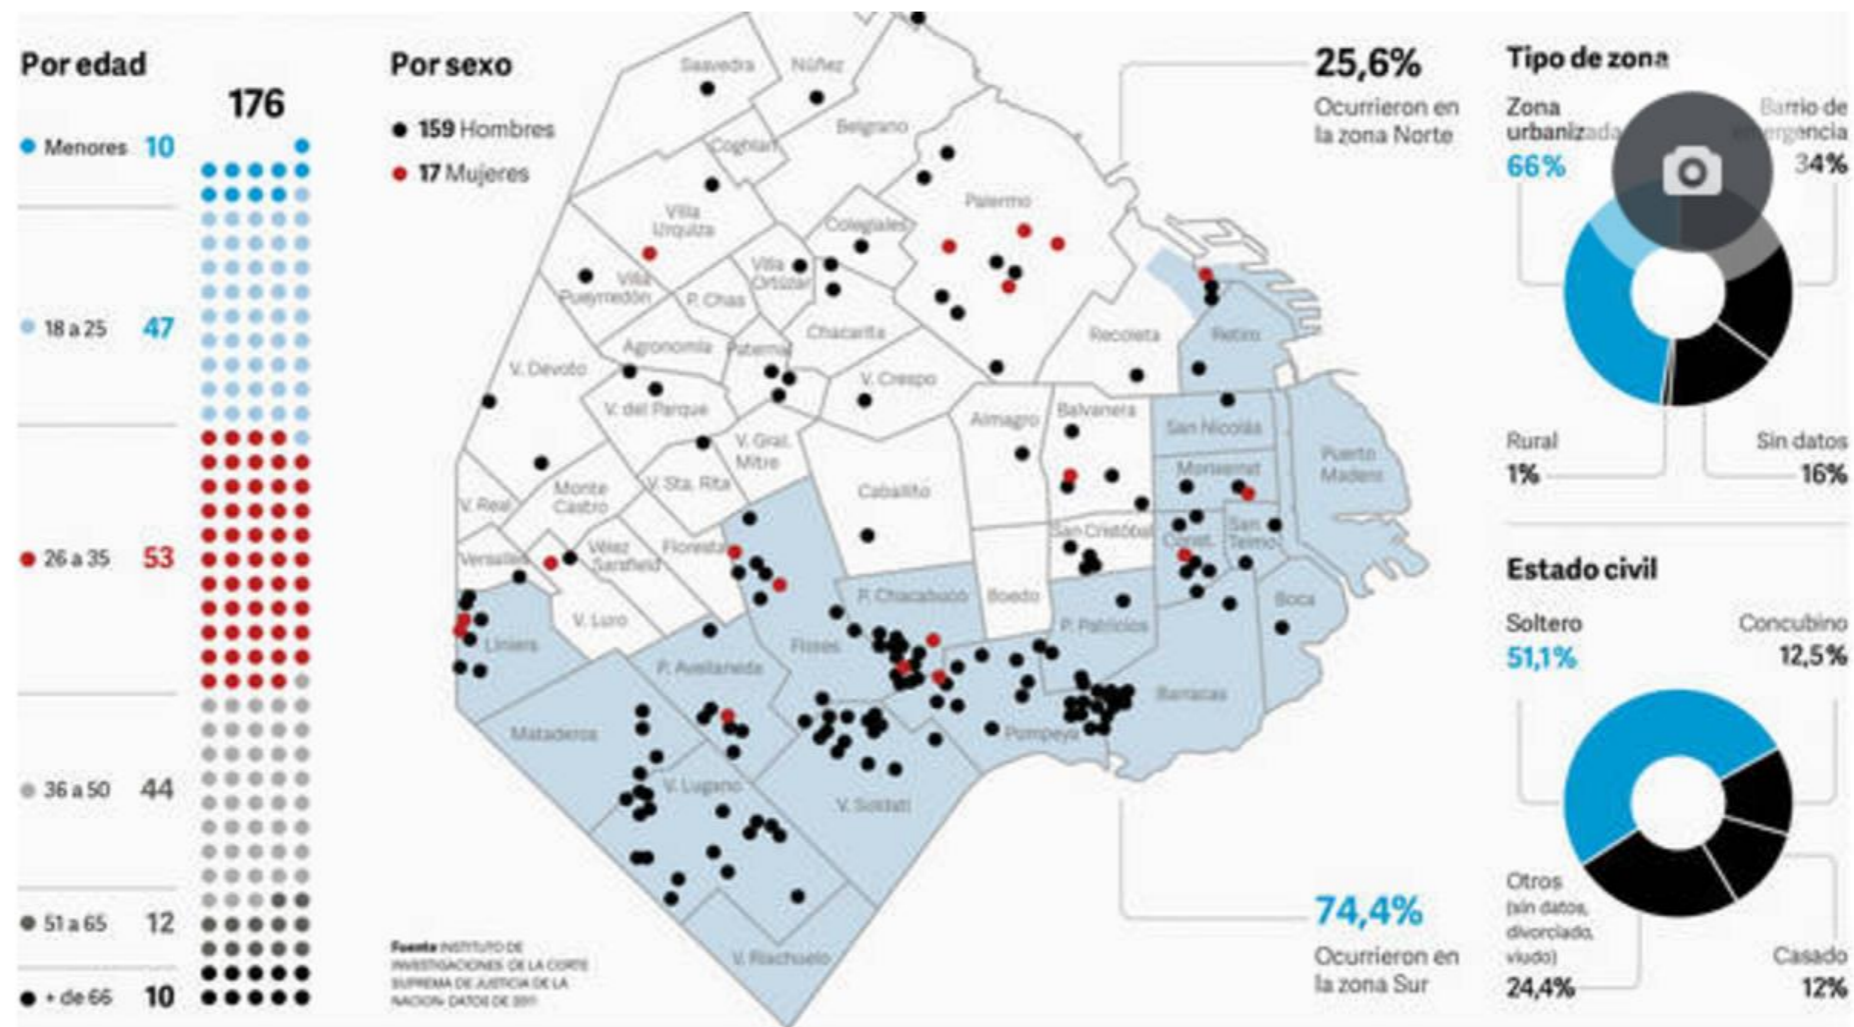 Por edad
176
Menores 10
18 a 25 47
26 a 35 53
36 a 50 44
51 a 65 12
+ de 66 10
Por sexo
159 Hombres
17 Mujeres
Saavedra
Núñez
Coghlan
Belgrano
Villa
Urquiza
Colegiales
Palermo
Villa
Pueyrredón
Villa
Ortúzar
P. Chas
Chacarita
Agronomía
Paternal
Recoleta
Retiro
V. Devoto
V. Crespo
V. del Parque
Almagro
Balvanera
San Nicolás
V. Gral.
Mitre
Puerto
Madero
Monserrat
V. Real
Monte
Castro
V. Sta. Rita
Caballito
San Cristóbal
Const.
San
Telmo
Versalles
Vélez
Sarsfield
Floresta
P. Chacabuco
Boedo
Boca
V. Luro
P. Patricios
Liniers
Flores
P. Avellaneda
Barracas
Mataderos
Pompeya
V. Lugano
V. Soldati
V. Riachuelo
Fuente INSTITUTO DE
INVESTIGACIONES DE LA CORTE
SUPREMA DE JUSTICIA DE LA
NACION. DATOS DE 2011
25,6%
Ocurrieron en
la zona Norte
74,4%
Ocurrieron en
la zona Sur
Tipo de zona
Zona
urbanizada
66%
Barrio de
emergencia
34%
Rural
1%
Sin datos
16%
Estado civil
Soltero
51,1%
Concubino
12,5%
Otros
(sin datos,
divorciado,
viudo)
24,4%
Casado
12%